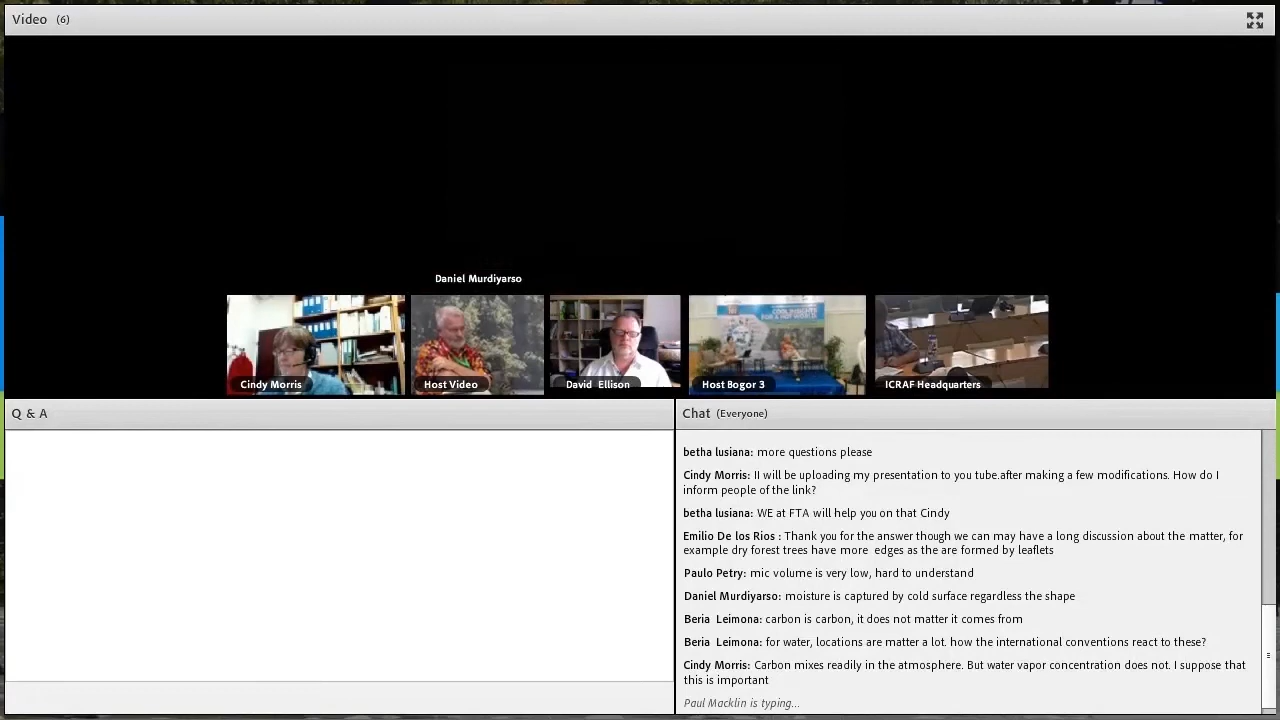 Video (6)
Daniel Murdiyarso
COOL INSIGHTS
FOR A HOT WORLD
Cindy Morris
Host Video
David Ellison
Host Bogor 3
ICRAF Headquarters
Q & A
Chat (Everyone)
betha lusiana: more questions please
Cindy Morris: II will be uploading my presentation to you tube.after making a few modifications. How do I
inform people of the link?
betha lusiana: WE at FTA will help you on that Cindy
Emilio De los Rios : Thank you for the answer though we can may have a long discussion about the matter, for
example dry forest trees have more edges as the are formed by leaflets
Paulo Petry: mic volume is very low, hard to understand
Daniel Murdiyarso: moisture is captured by cold surface regardless the shape
Beria Leimona: carbon is carbon, it does not matter it comes from
Beria Leimona: for water, locations are matter a lot. how the international conventions react to these?
Cindy Morris: Carbon mixes readily in the atmosphere. But water vapor concentration does not. I suppose that
this is important
Paul Macklin is typing...